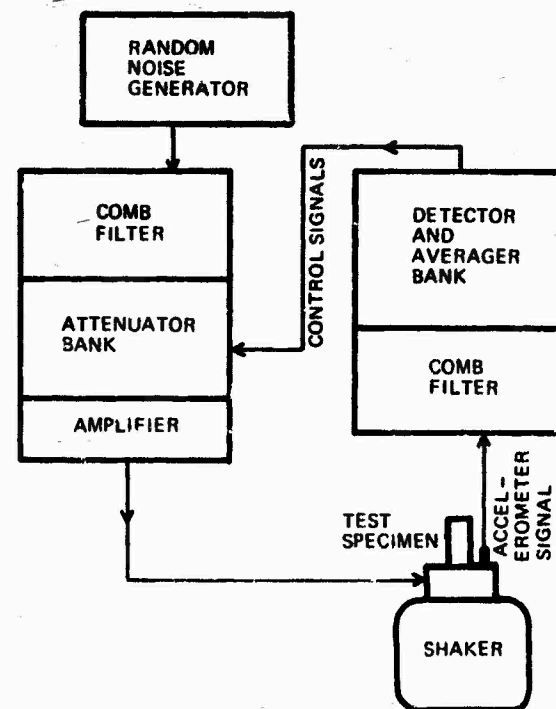 RANDOM
NOISE
GENERATOR
COMB
FILTER
ATTENUATOR
BANK
AMPLIFIER
CONTROL SIGNALS
DETECTOR
AND
AVERAGER
BANK
COMB
FILTER
ACCEL-
EROMETER
SIGNAL
TEST
SPECIMEN
SHAKER